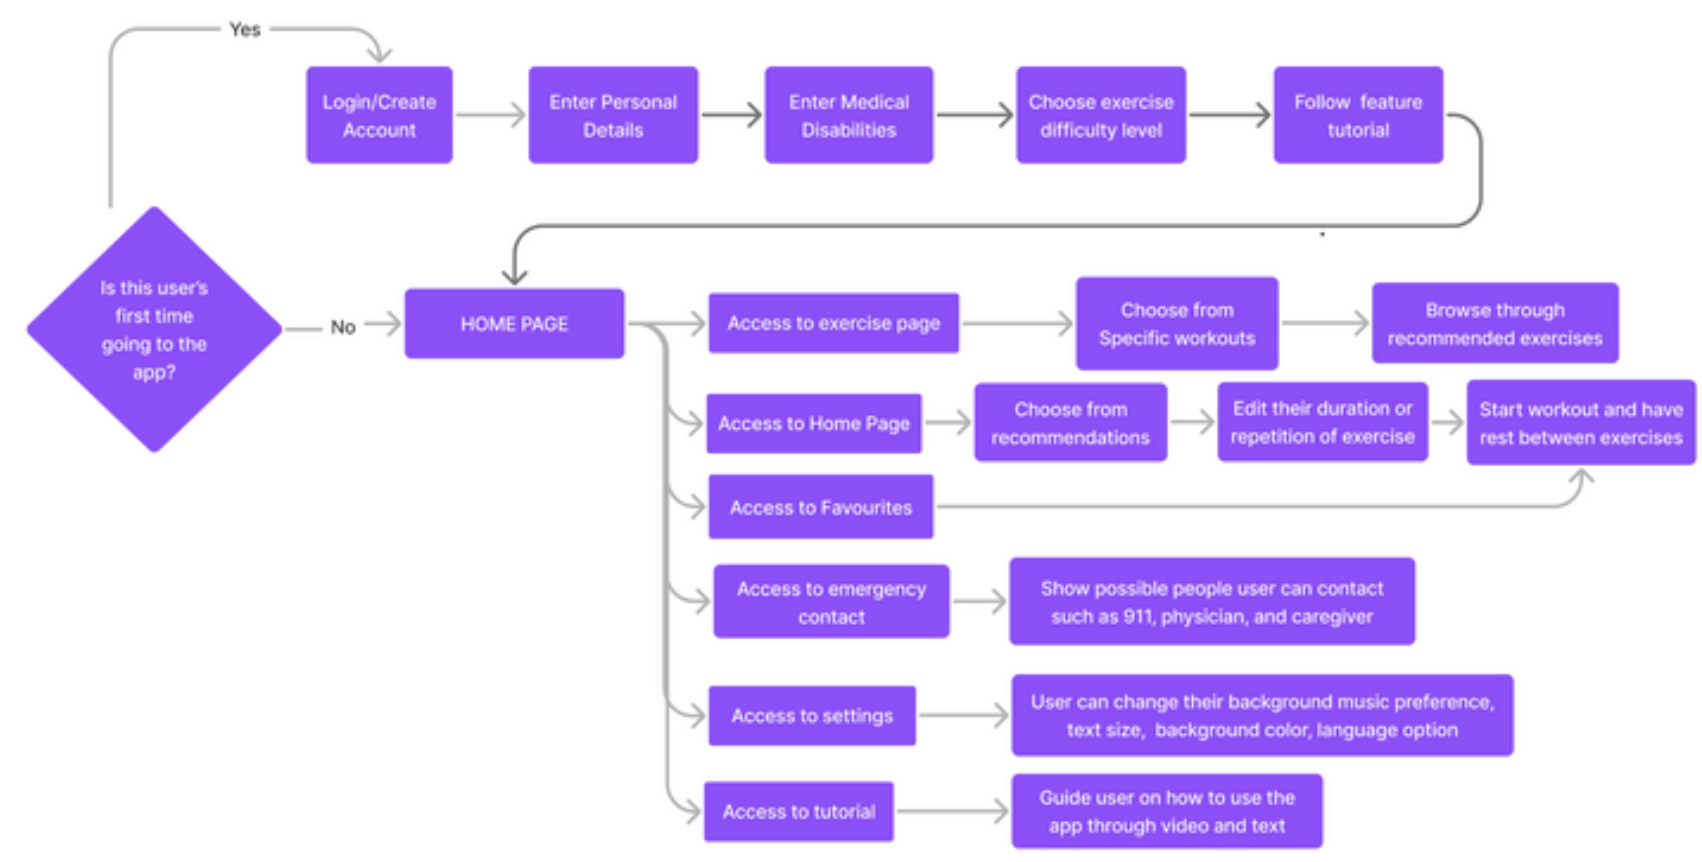 Yes
Login/Create
Account
Enter Personal
Details
Enter Medical
Disabilities
Choose exercise
difficulty level
Follow feature
tutorial
Is this user's
first time
going to the
app?
No
HOME PAGE
Access to exercise page
Choose from
Specific workouts
Browse through
recommended exercises
Access to Home Page
Choose from
recommendations
Edit their duration or
repetition of exercise
Start workout and have
rest between exercises
Access to Favourites
Access to emergency
contact
Show possible people user can contact
such as 911, physician, and caregiver
Access to settings
User can change their background music preference,
text size, background color, language option
Access to tutorial
Guide user on how to use the
app through video and text